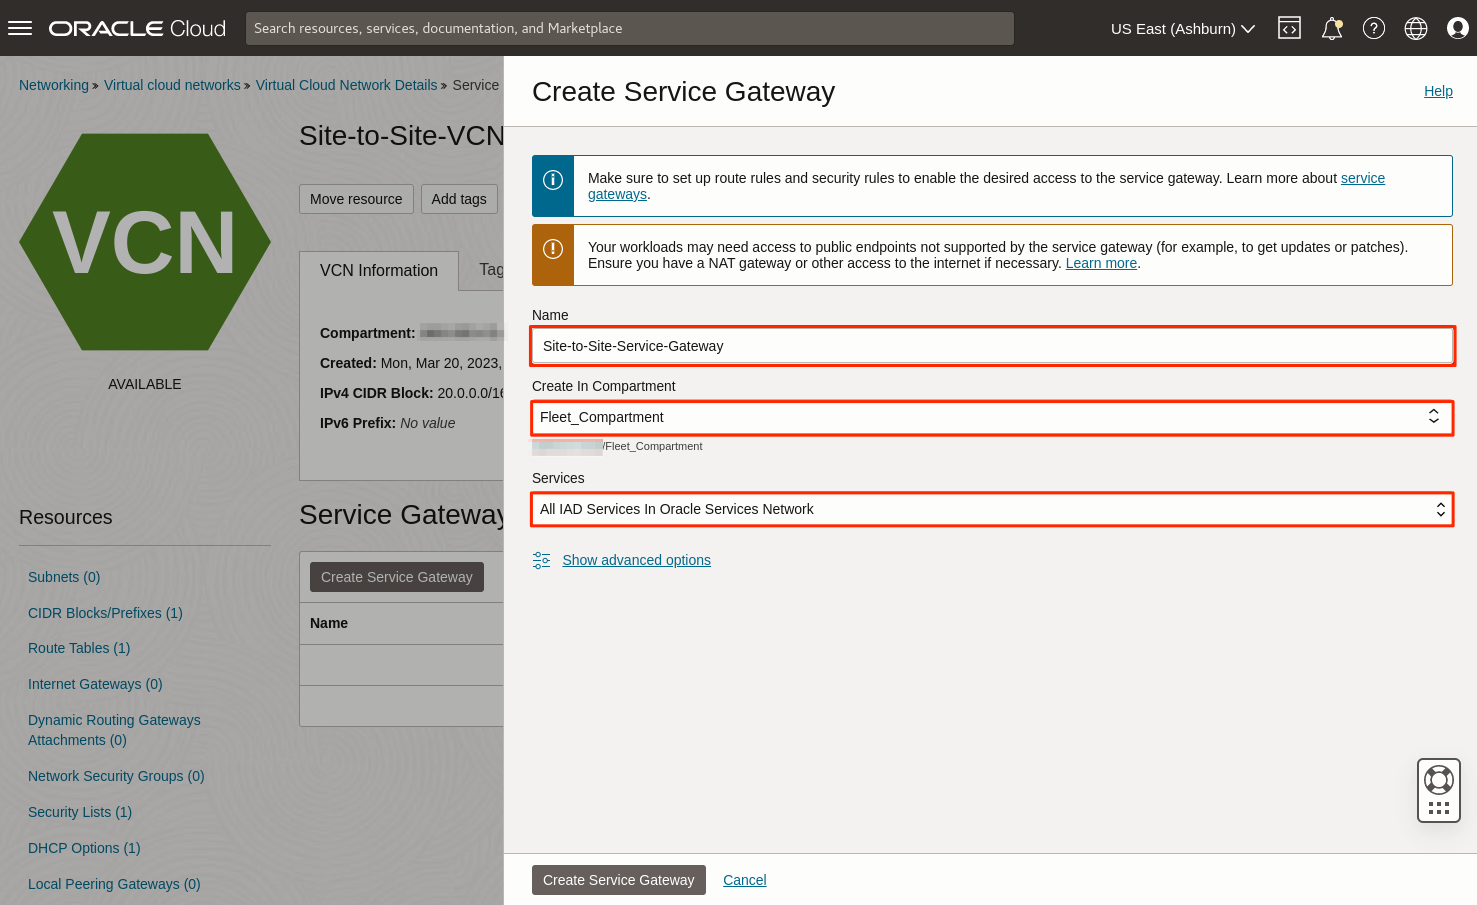 ORACLE Cloud
Search resources, services, documentation, and Marketplace
US East (Ashburn)
Networking » Virtual cloud networks » Virtual Cloud Network Details » Service
VCN
AVAILABLE
Site-to-Site-VCN
Move resource
Add tags
VCN Information
Tag
Compartment:
Created: Mon, Mar 20, 2023,
IPv4 CIDR Block: 20.0.0.0/16
IPv6 Prefix: No value
Resources
Subnets (0)
CIDR Blocks/Prefixes (1)
Route Tables (1)
Internet Gateways (0)
Dynamic Routing Gateways
Attachments (0)
Network Security Groups (0)
Security Lists (1)
DHCP Options (1)
Local Peering Gateways (0)
Service Gateway
Create Service Gateway
Name
Create Service Gateway
Help
Make sure to set up route rules and security rules to enable the desired access to the service gateway. Learn more about service
gateways.
Your workloads may need access to public endpoints not supported by the service gateway (for example, to get updates or patches).
Ensure you have a NAT gateway or other access to the internet if necessary. Learn more.
Name
Site-to-Site-Service-Gateway
Create In Compartment
Fleet_Compartment
/Fleet_Compartment
Services
All IAD Services In Oracle Services Network
Show advanced options
Create Service Gateway
Cancel